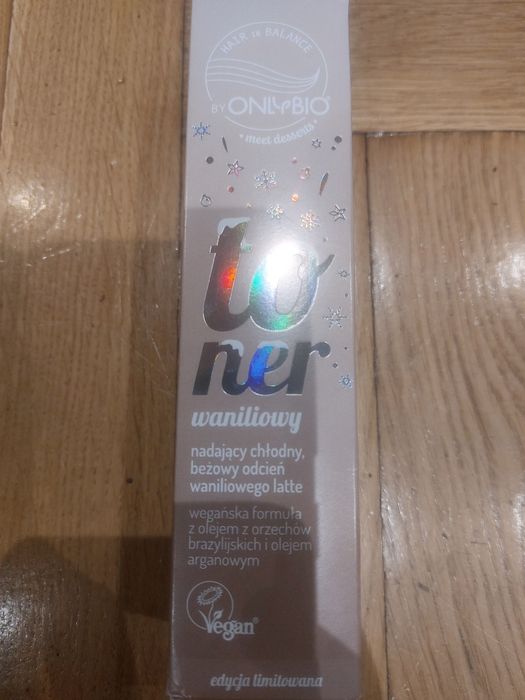 HAIR in BALANCE
BY ONLYBIO®
• meet desserts •
to
ner
waniliowy
nadający chłodny,
beżowy odcień
waniliowego latte
wegańska formuła
z olejem z orzechów
brazylijskich i olejem
arganowym
Vegan®
edycja limitowana